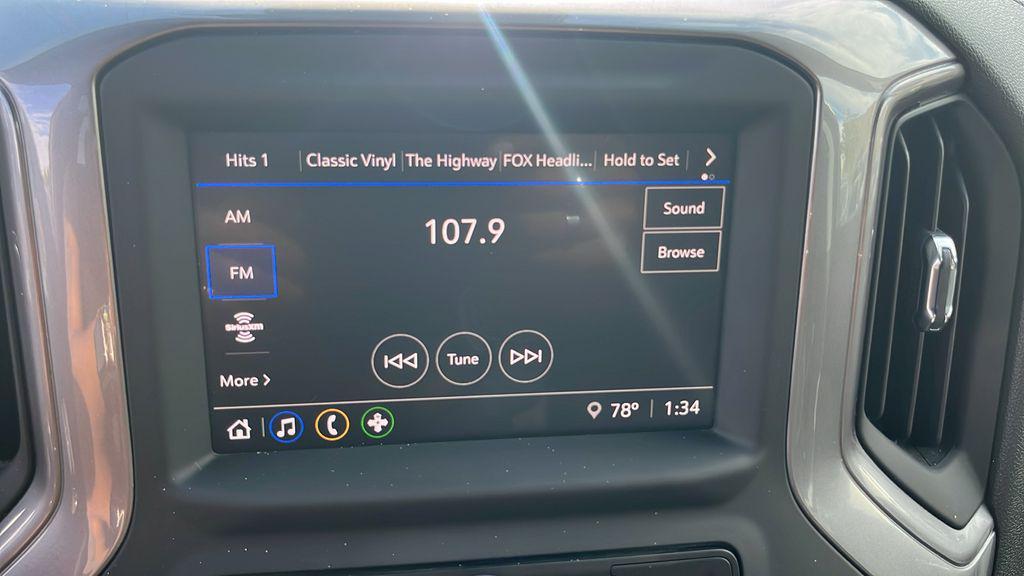 Hits 1 Classic Vinyl The Highway FOX Headli... Hold to Set
AM
107.9
Sound
FM
Browse
SiriusXM
Tune
More
78° 1:34